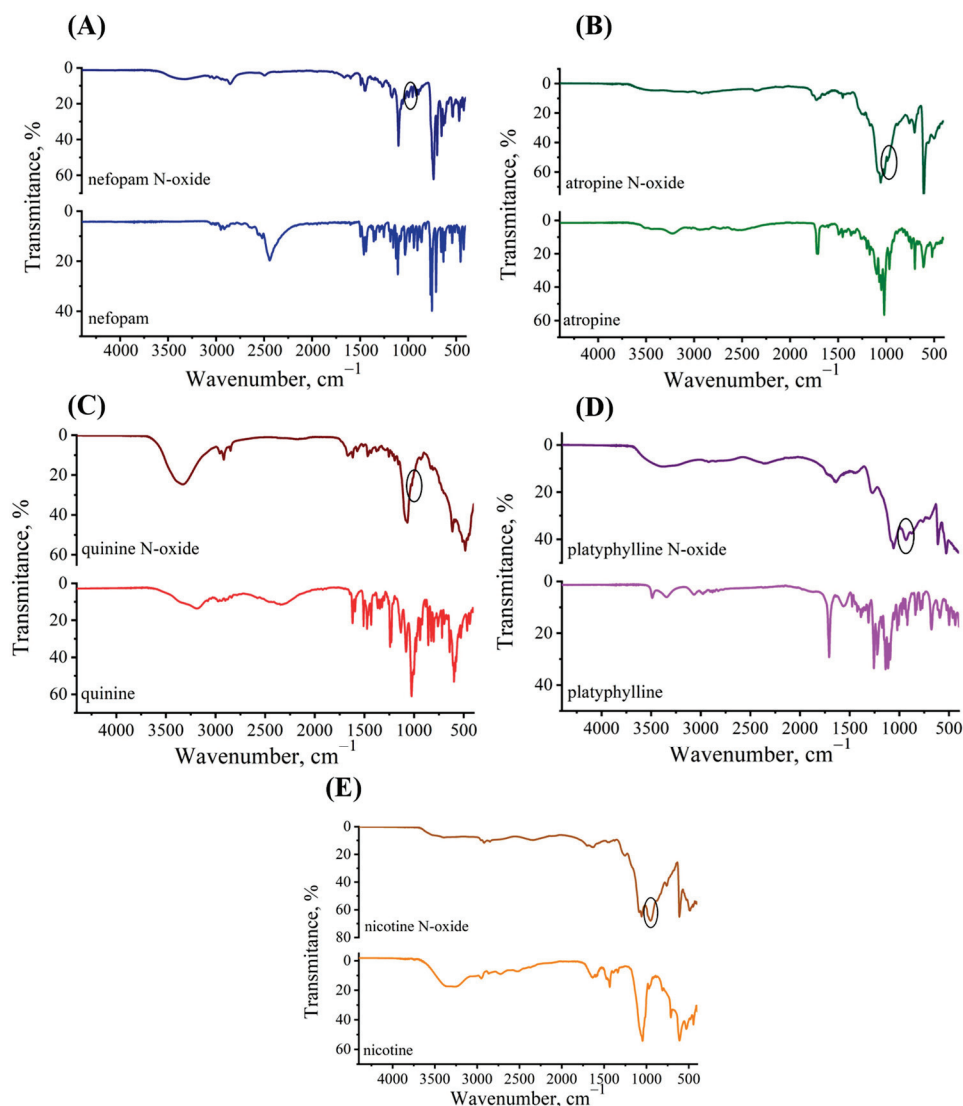 (A)
0
20
40
60
nefopam N-oxide
0
20
40
nefopam
Transmitance, %
4000 3500 3000 2500 2000 1500 1000 500
Wavenumber, cm⁻¹
(B)
0
20
40
60
atropine N-oxide
0
20
40
60
atropine
Transmitance, %
4000 3500 3000 2500 2000 1500 1000 500
Wavenumber, cm⁻¹
(C)
0
20
40
60
quinine N-oxide
0
20
40
60
quinine
Transmitance, %
4000 3500 3000 2500 2000 1500 1000 500
Wavenumber, cm⁻¹
(D)
0
20
40
platyphylline N-oxide
0
20
40
platyphylline
Transmitance, %
4000 3500 3000 2500 2000 1500 1000 500
Wavenumber, cm⁻¹
(E)
0
20
40
60
80
nicotine N-oxide
0
20
40
60
nicotine
Transmitance, %
4000 3500 3000 2500 2000 1500 1000 500
Wavenumber, cm⁻¹